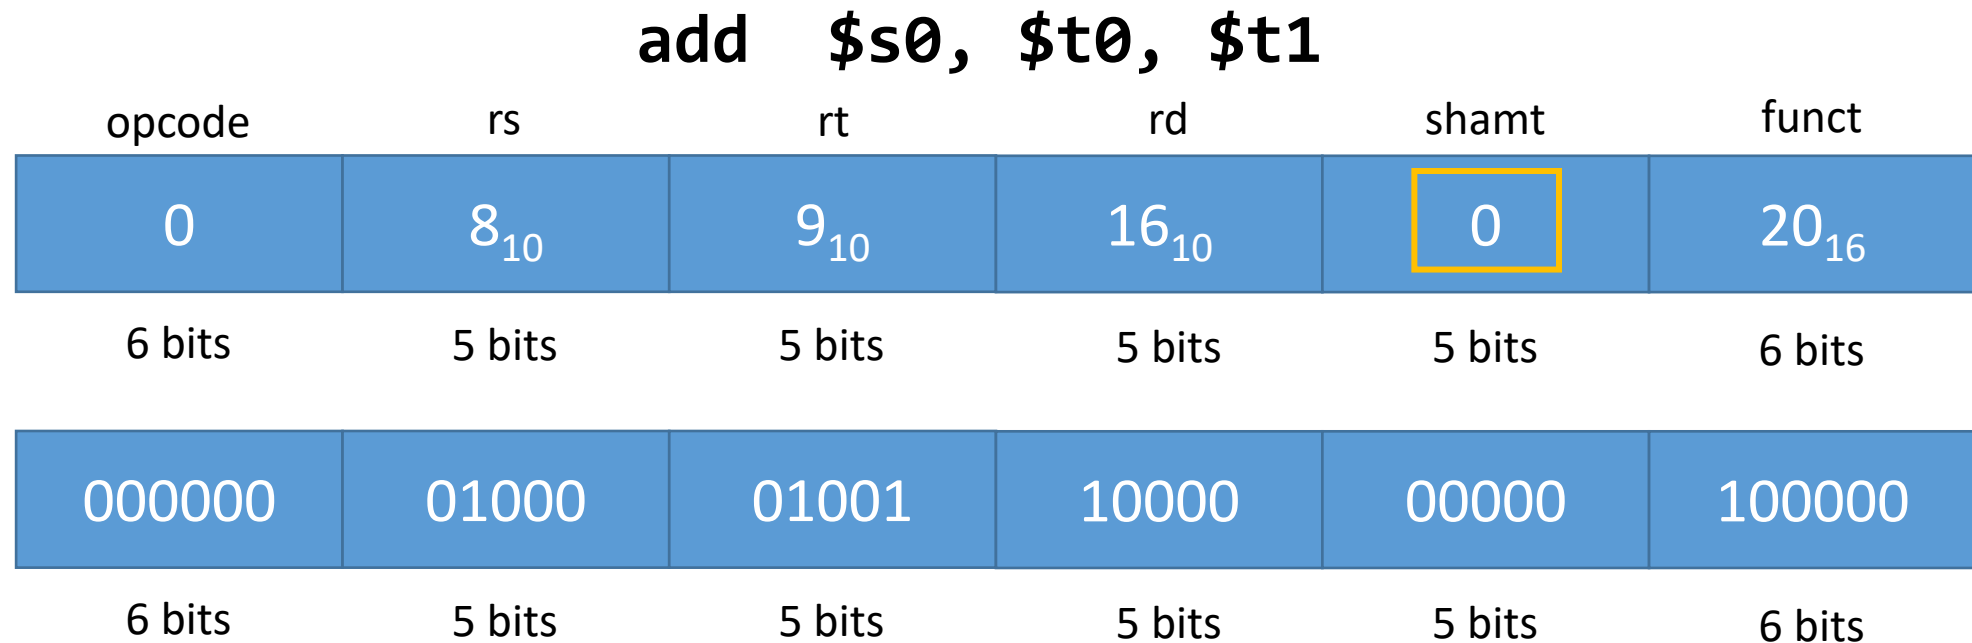 add $s0, $t0, $t1
opcode rs rt rd shamt funct
0 8₁₀ 9₁₀ 16₁₀ 0 20₁₆
6 bits 5 bits 5 bits 5 bits 5 bits 6 bits
000000 01000 01001 10000 00000 100000
6 bits 5 bits 5 bits 5 bits 5 bits 6 bits